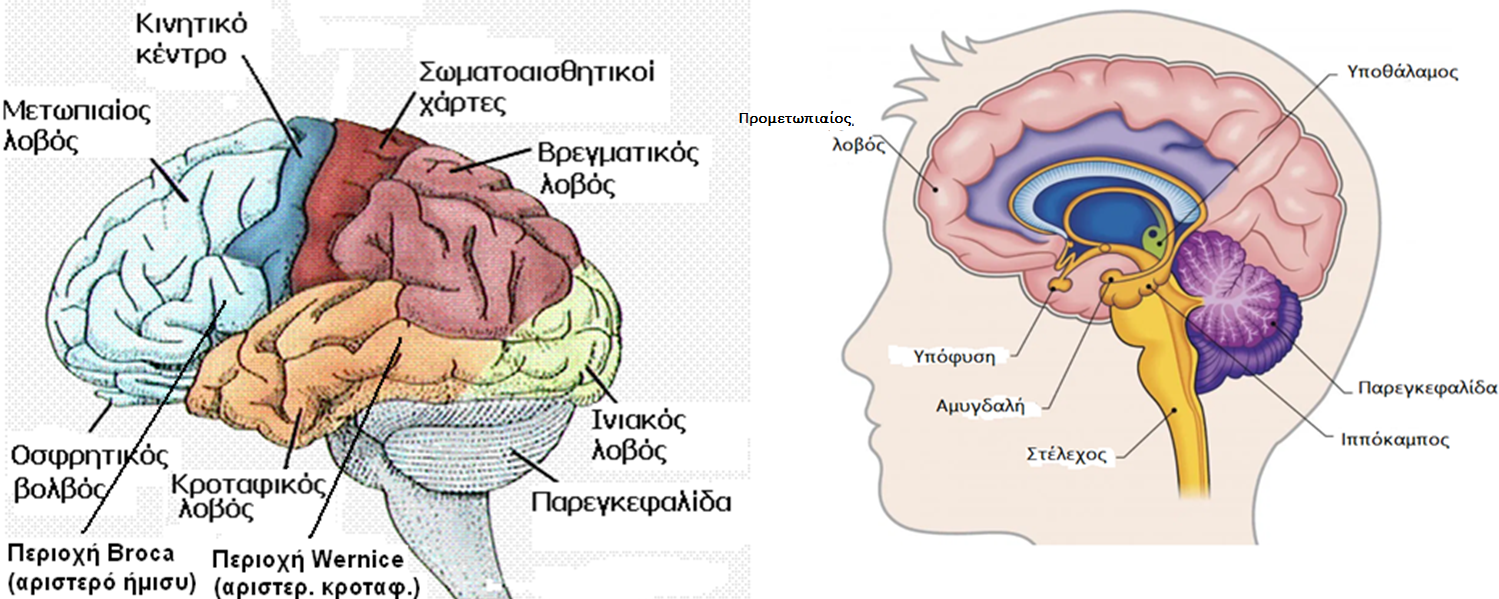 Κινητικό
κέντρο
Σωματοαισθητικοί
χάρτες
Μετωπιαίος
λοβός
Βρεγματικός
λοβός
Οσφρητικός
βολβός
Κροταφικός
λοβός
Ινιακός
λοβός
Παρεγκεφαλίδα
Περιοχή Broca
(αριστερό ήμισυ)
Περιοχή Wernice
(αριστερ. κροταφ.)
Υποθάλαμος
Προμετωπιαίος
λοβός
Υπόφυση
Αμυγδαλή
Στέλεχος
Παρεγκεφαλίδα
Ιππόκαμπος